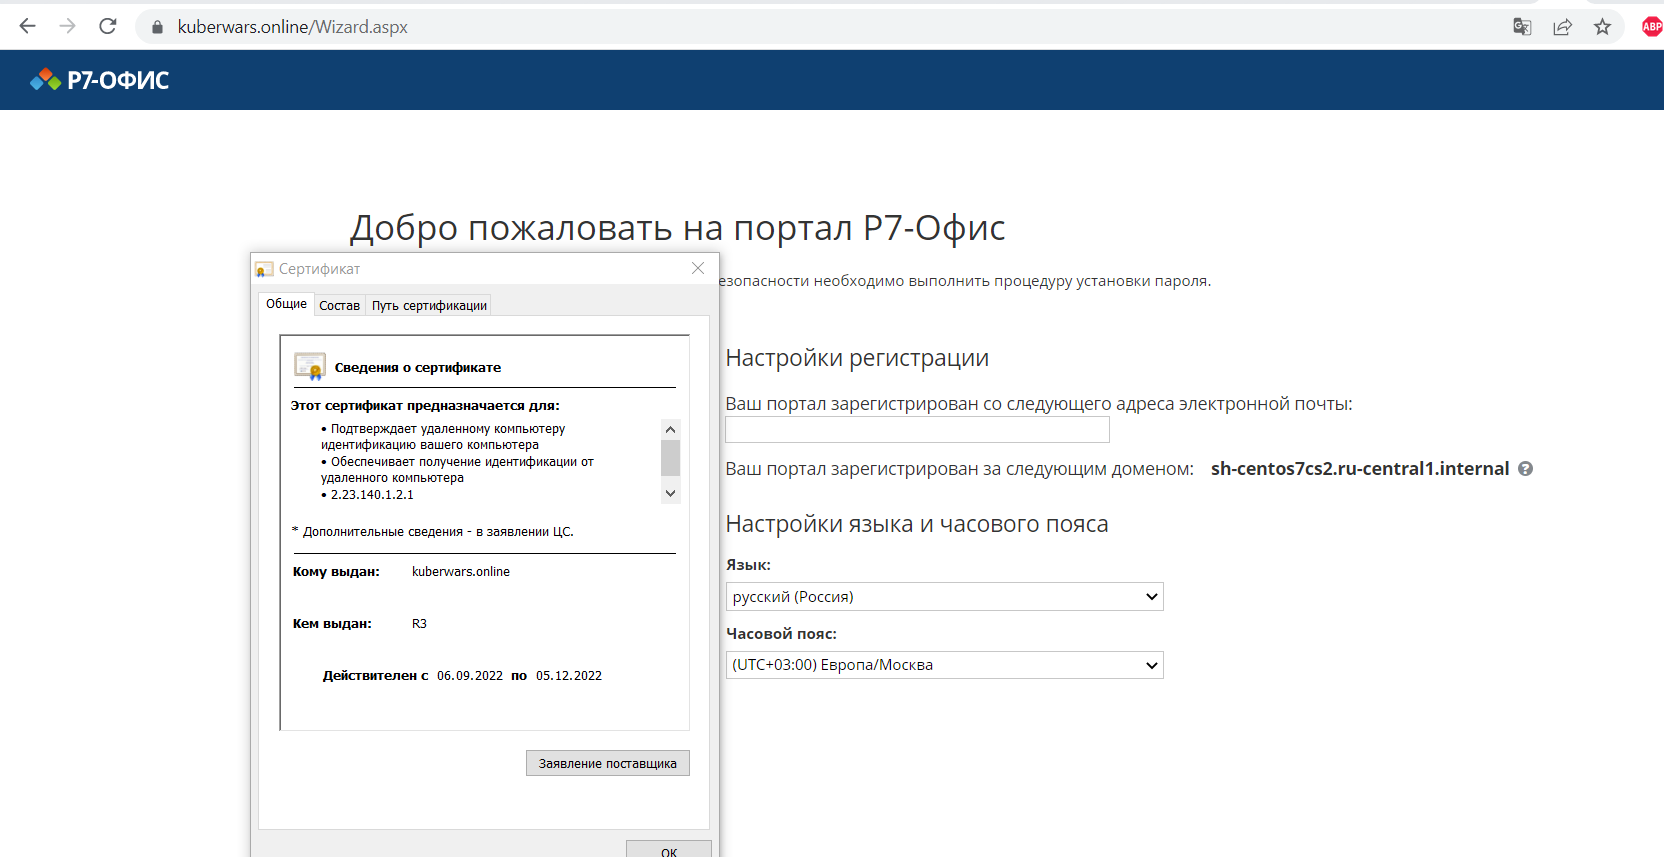 kuberwars.online/Wizard.aspx
ABP
Р7-ОФИС
Добро пожаловать на портал Р7-Офис
езопасности необходимо выполнить процедуру установки пароля.
Сертификат
Общие
Состав
Путь сертификации
Сведения о сертификате
Этот сертификат предназначается для:
• Подтверждает удаленному компьютеру
идентификацию вашего компьютера
• Обеспечивает получение идентификации от
удаленного компьютера
• 2.23.140.1.2.1
* Дополнительные сведения - в заявлении ЦС.
Кому выдан: kuberwars.online
Кем выдан: R3
Действителен с 06.09.2022 по 05.12.2022
Заявление поставщика
ОК
Настройки регистрации
Ваш портал зарегистрирован со следующего адреса электронной почты:
Ваш портал зарегистрирован за следующим доменом: sh-centos7cs2.ru-central1.internal ?
Настройки языка и часового пояса
Язык:
русский (Россия)
Часовой пояс:
(UTC+03:00) Европа/Москва